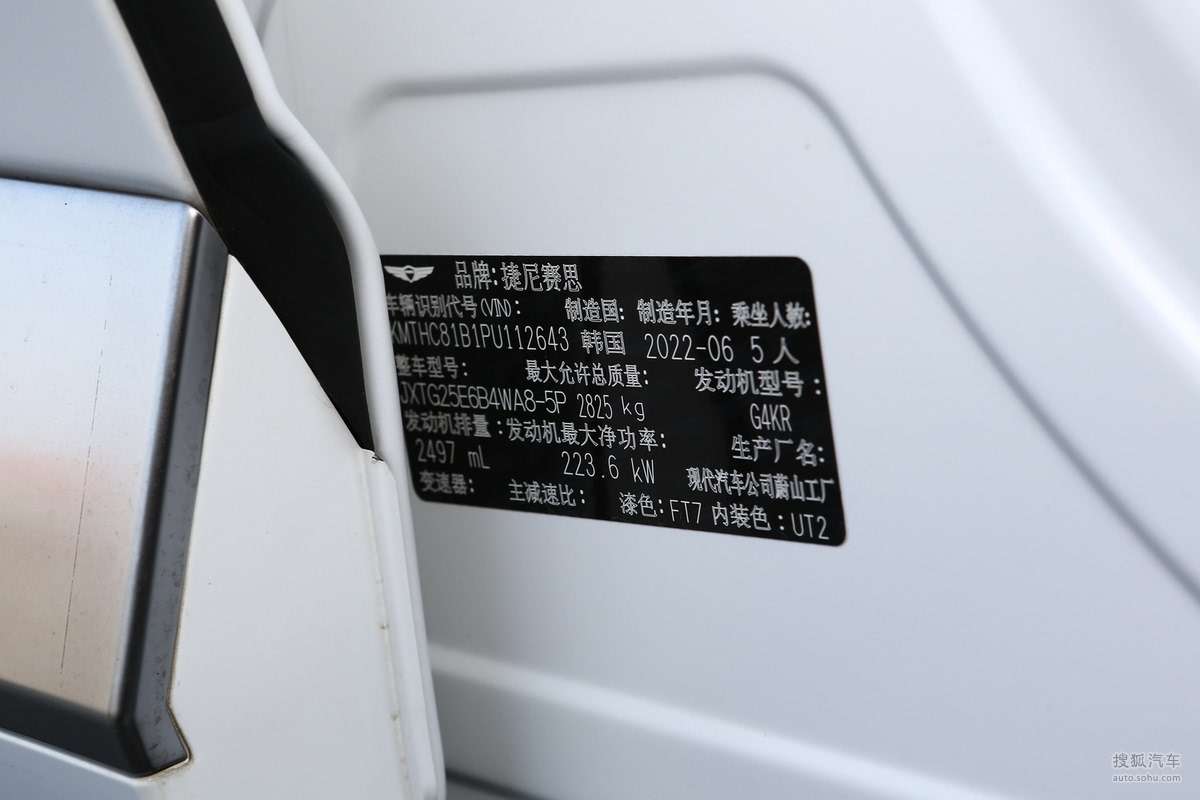 品牌:捷尼赛思
车辆识别代号(VIN): 制造国: 制造年月: 乘坐人数:
KMTHC81B1PU112643 韩国 2022-06 5人
整车型号: 最大允许总质量: 发动机型号:
JXTG25E6B4WA8-5P 2825 kg G4KR
发动机排量: 发动机最大净功率: 生产厂名:
2497 mL 223.6 kW 现代汽车公司蔚山工厂
变速器: 主减速比: 漆色:FT7 内装色:UT2
搜狐汽车
auto.sohu.com